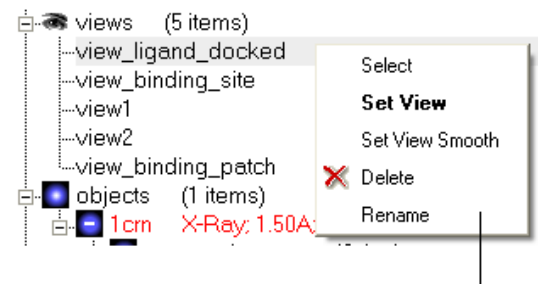 views (5 items)
view_ligand_docked
view_binding_site
view1
view2
view_binding_patch
objects (1 items)
1crn X-Ray; 1.50A;
Select
Set View
Set View Smooth
Delete
Rename